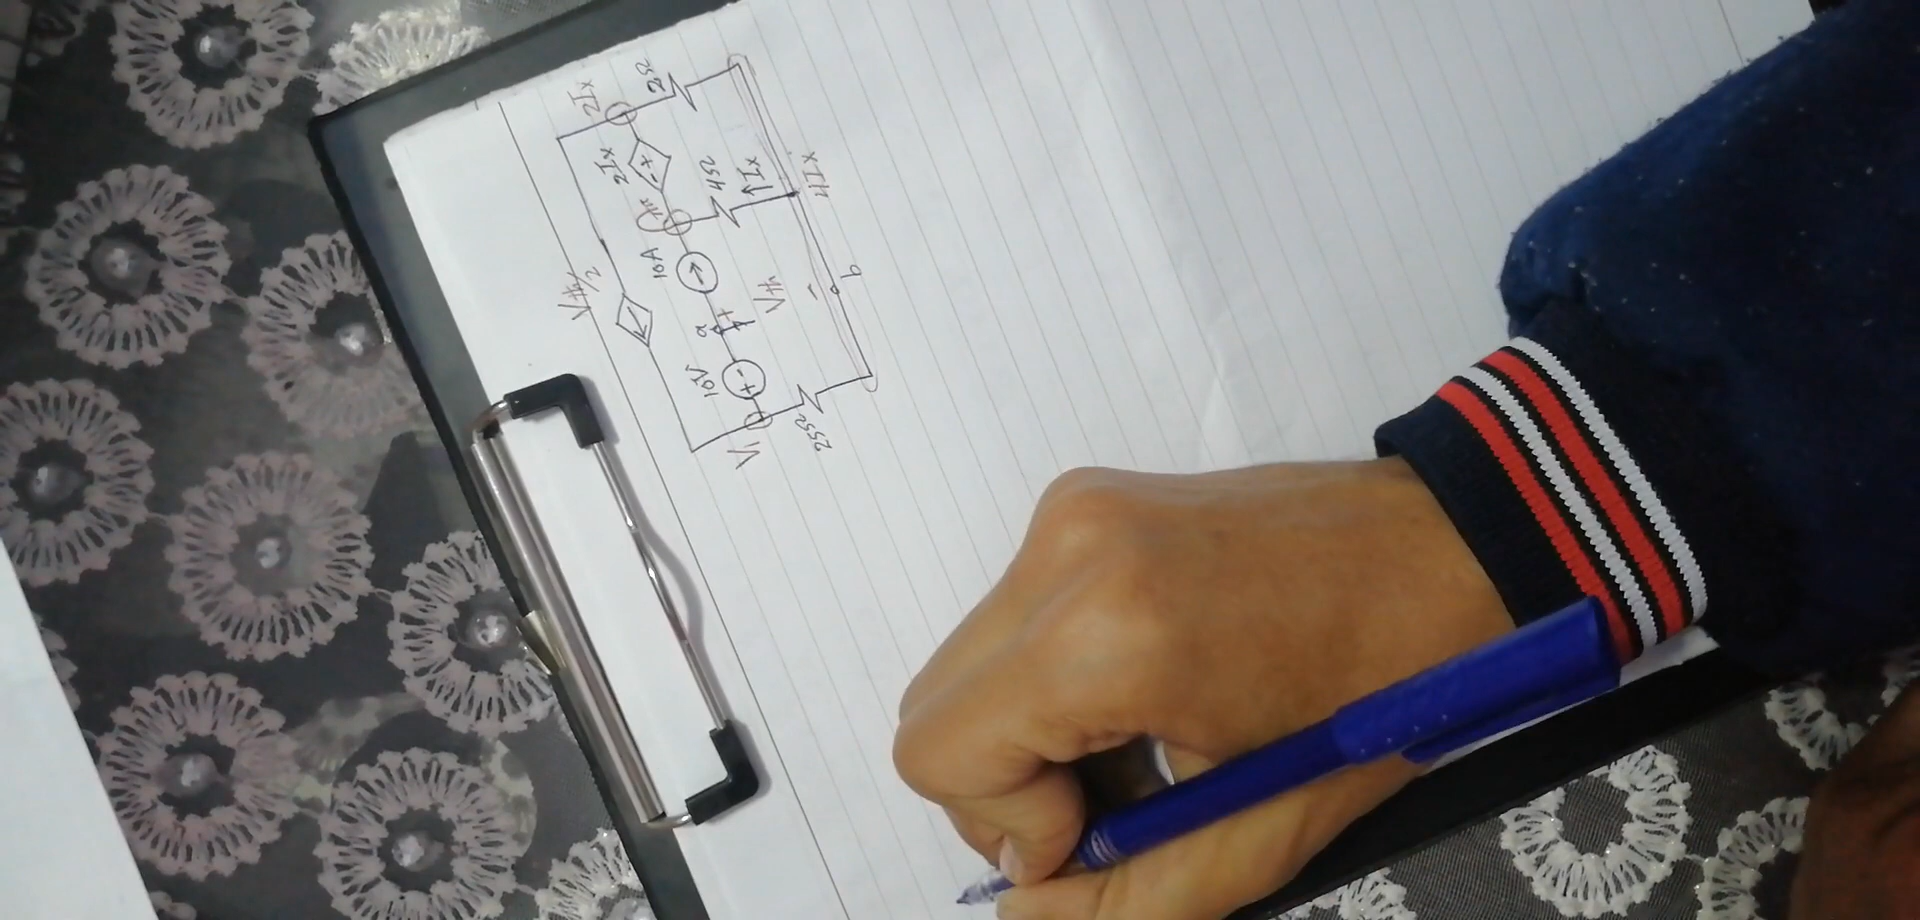 Vth/2
V₁
10V
a
10A
2Ix
2Ix
+
-
+
-
+
Vth
-
25Ω
4Ω
2Ω
↑Ix
b
4Ix